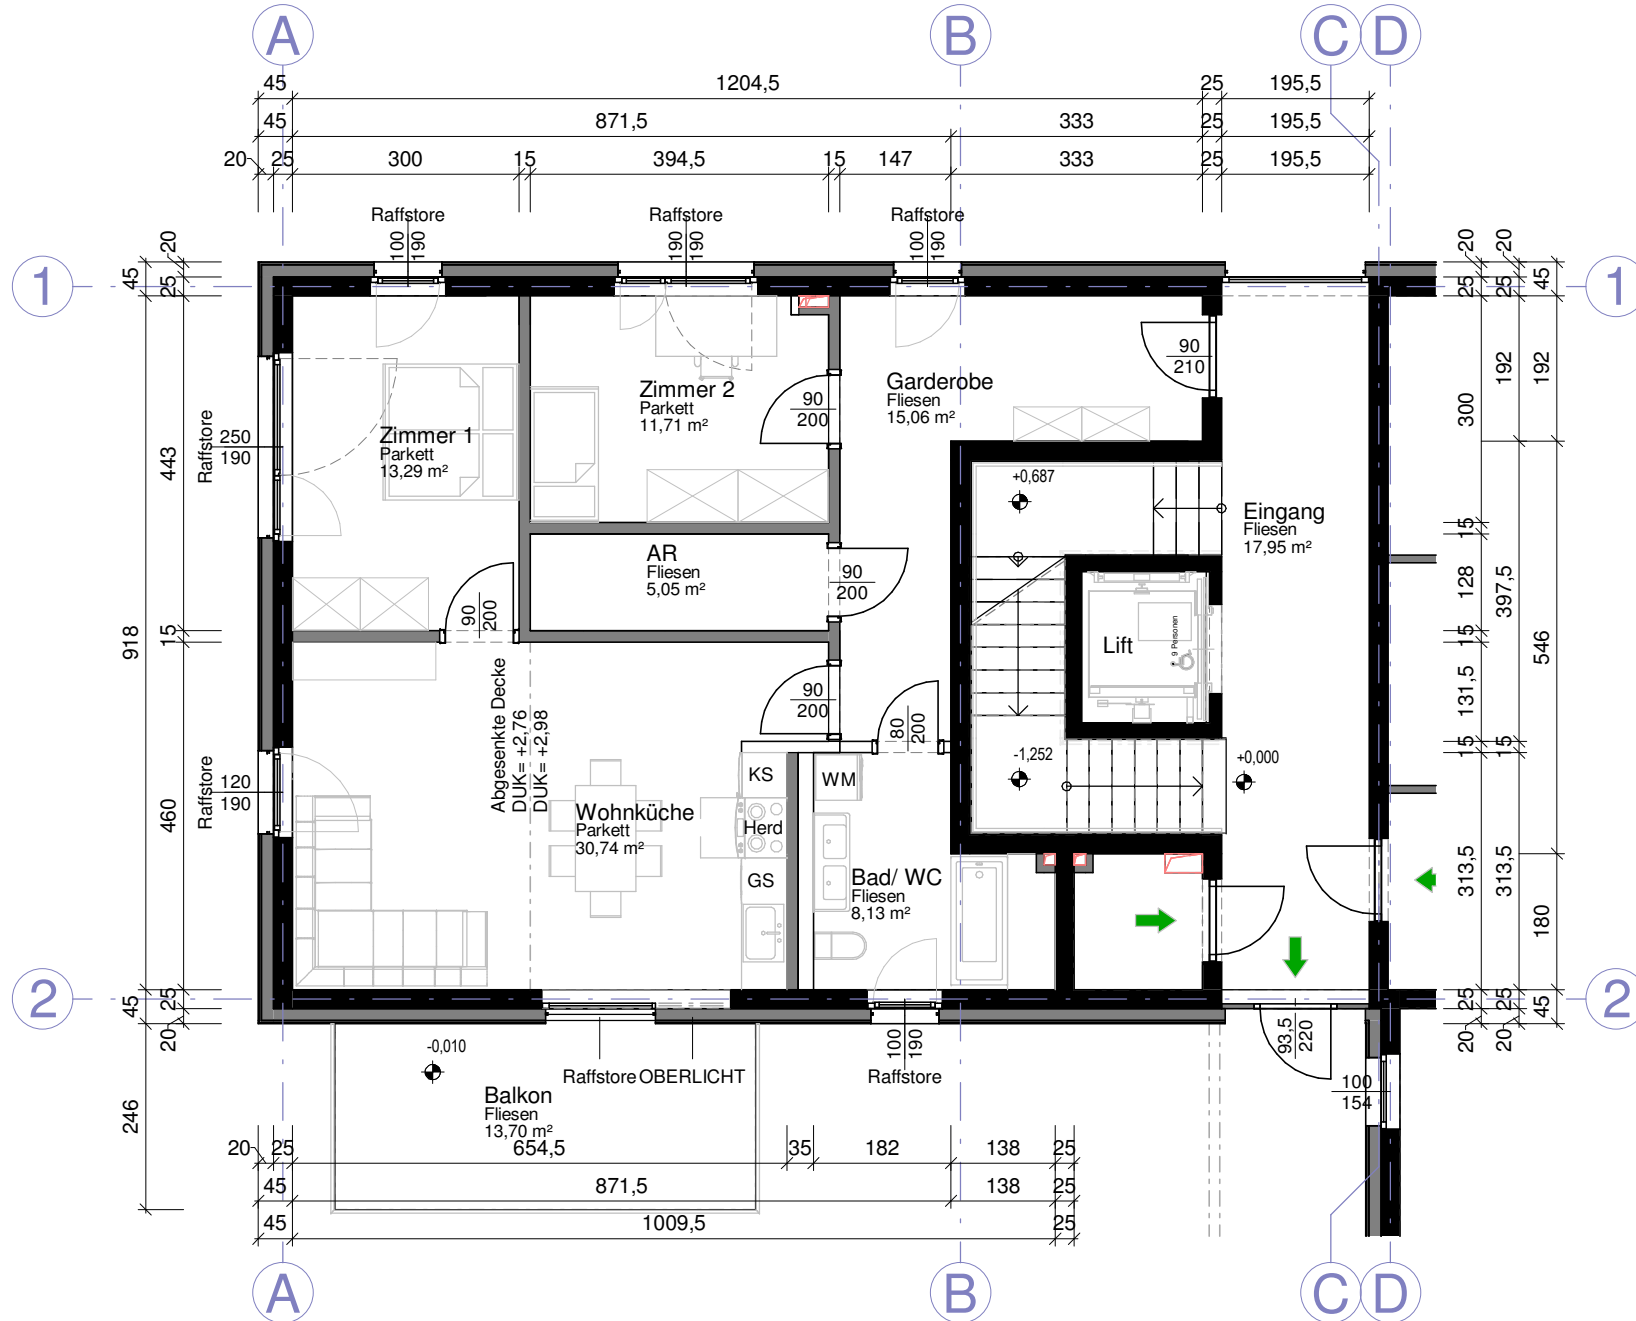 A
B
C
D
45
1204,5
25
195,5
45
871,5
333
25
195,5
20
25
300
15
394,5
15
147
333
25
195,5
Raffstore
100
190
Raffstore
190
190
Raffstore
100
190
1
1
45
20
25
443
918
15
460
45
25
20
246
20
25
300
15
128
15
131,5
15
313,5
25
20
20
25
192
397,5
15
313,5
25
20
45
192
546
180
45
Raffstore
250
190
Raffstore
120
190
Zimmer 1
Parkett
13,29 m²
Zimmer 2
Parkett
11,71 m²
90
200
Garderobe
Fliesen
15,06 m²
90
210
AR
Fliesen
5,05 m²
90
200
90
200
+0,687
Eingang
Fliesen
17,95 m²
Lift
9 Personen
Abgesenkte Decke
DUK= +2,76
DUK= +2,98
90
200
80
200
-1,252
+0,000
KS
WM
Herd
GS
Wohnküche
Parkett
30,74 m²
Bad/ WC
Fliesen
8,13 m²
2
2
-0,010
Raffstore
OBERLICHT
100
190
Raffstore
93,5
220
100
154
Balkon
Fliesen
13,70 m²
20
25
654,5
35
182
138
25
45
871,5
138
25
45
1009,5
25
A
B
C
D